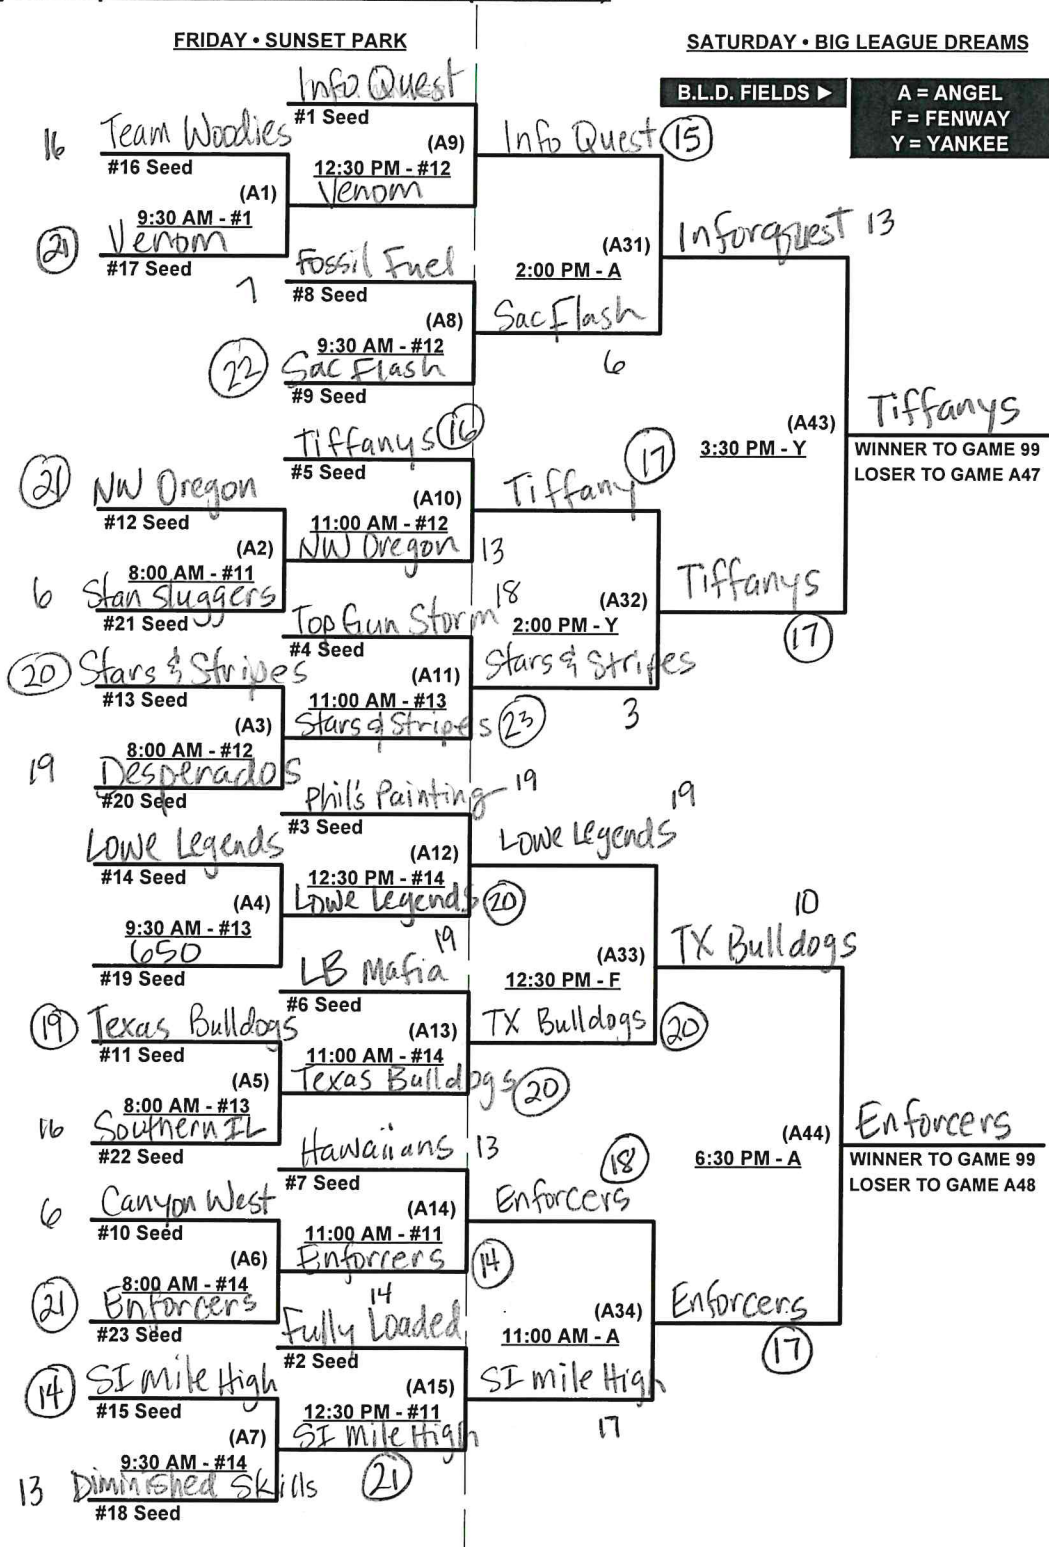 FRIDAY • SUNSET PARK
SATURDAY • BIG LEAGUE DREAMS
B.L.D. FIELDS ►
A = ANGEL
F = FENWAY
Y = YANKEE
Info Quest
#1 Seed
16 Team Woodies
#16 Seed
(A1)
9:30 AM - #1
21 Venom
#17 Seed
(A9)
12:30 PM - #12
Venom
Info Quest 15
Fossil Fuel
7 #8 Seed
(A8)
9:30 AM - #12
22 Sac Flash
#9 Seed
(A31)
2:00 PM - A
Sac Flash
6
Inforquest 13
Tiffanys 16
#5 Seed
21 NW Oregon
#12 Seed
(A2)
8:00 AM - #11
6 Stan Sluggers
#21 Seed
(A10)
11:00 AM - #12
NW Oregon 13
Tiffany 17
(A43)
3:30 PM - Y
Tiffanys
WINNER TO GAME 99
LOSER TO GAME A47
Top Gun Storm 18
#4 Seed
20 Stars & Stripes
#13 Seed
(A3)
8:00 AM - #12
19 Desperados
#20 Seed
(A11)
11:00 AM - #13
Stars & Stripes 23
(A32)
2:00 PM - Y
Stars & Stripes
3
Tiffanys
17
Phil's Painting 19
#3 Seed
Lowe Legends
#14 Seed
(A4)
9:30 AM - #13
650
#19 Seed
(A12)
12:30 PM - #14
Lowe Legends 20
Lowe Legends 19
LB Mafia 19
#6 Seed
19 Texas Bulldogs
#11 Seed
(A5)
8:00 AM - #13
16 Southern IL
#22 Seed
(A13)
11:00 AM - #14
Texas Bulldogs 20
(A33)
12:30 PM - F
TX Bulldogs 20
10
TX Bulldogs
Hawaiians 13
#7 Seed
6 Canyon West
#10 Seed
(A6)
8:00 AM - #14
21 Enforcers
#23 Seed
(A14)
11:00 AM - #11
Enforcers 14
Enforcers 18
(A44)
6:30 PM - A
Enforcers
WINNER TO GAME 99
LOSER TO GAME A48
14
Fully Loaded
#2 Seed
14 SI Mile High
#15 Seed
(A7)
9:30 AM - #14
13 Diminished Skills
#18 Seed
(A15)
12:30 PM - #11
SI Mile High
21
(A34)
11:00 AM - A
SI mile High
17
Enforcers
17